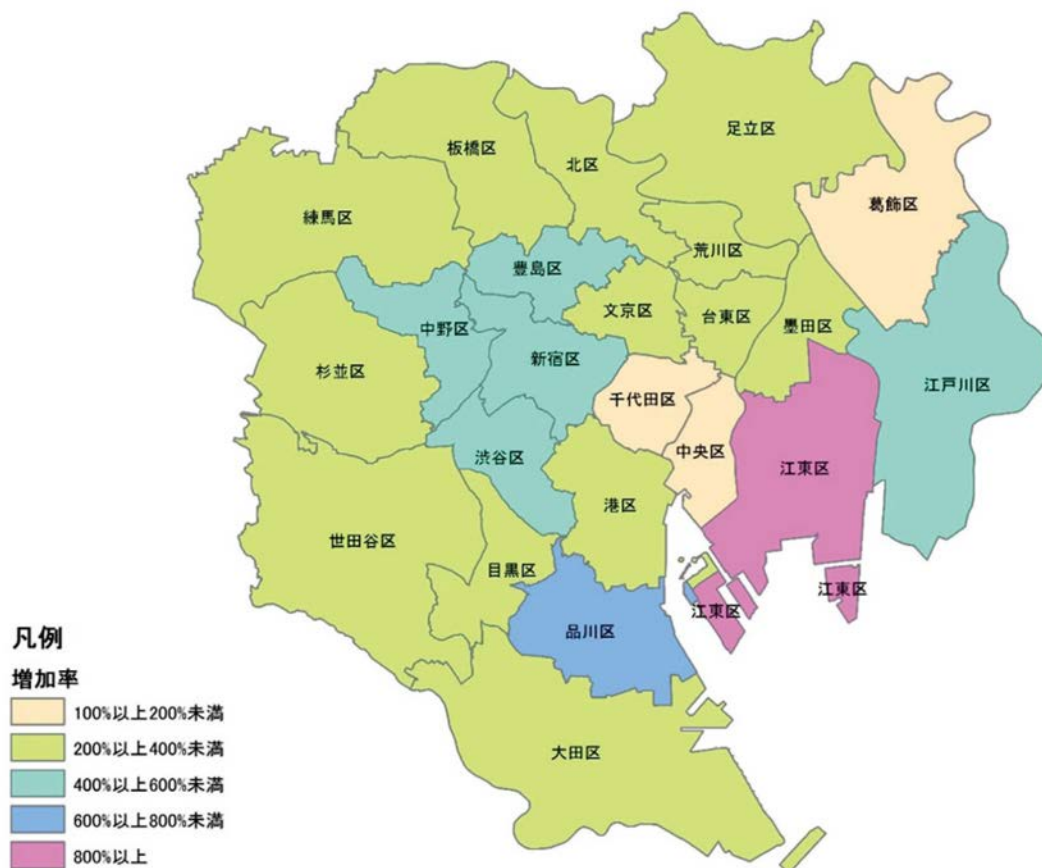 足立区
板橋区
北区
葛飾区
練馬区
荒川区
豊島区
文京区
台東区
墨田区
中野区
新宿区
杉並区
江戸川区
千代田区
中央区
渋谷区
江東区
港区
世田谷区
目黒区
江東区
江東区
品川区
大田区
凡例
増加率
100%以上200%未満
200%以上400%未満
400%以上600%未満
600%以上800%未満
800%以上